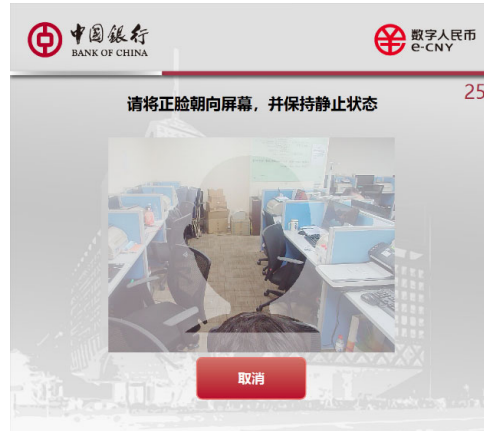 中国银行
BANK OF CHINA
数字人民币
e-CNY
25
请将正脸朝向屏幕，并保持静止状态
取消